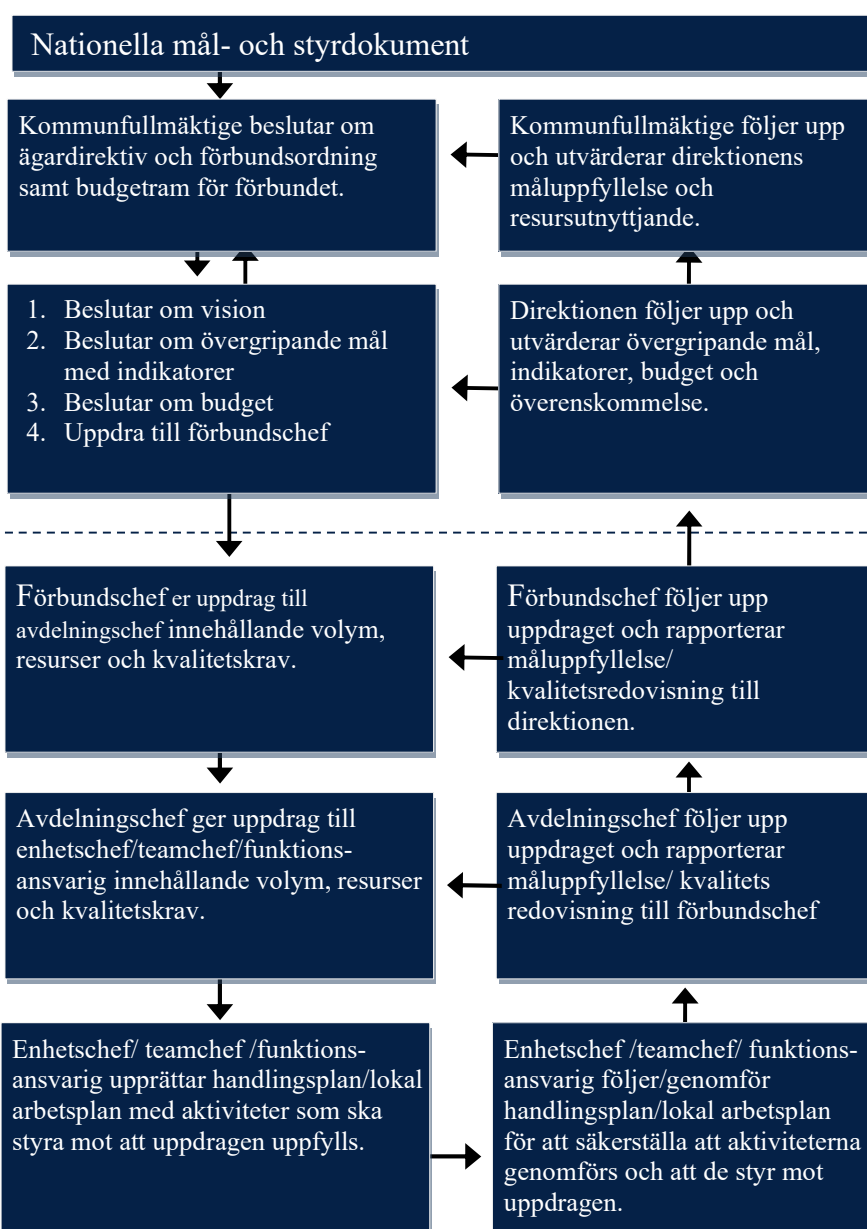 Nationella mål- och styrdokument
Kommunfullmäktige beslutar om
ägardirektiv och förbundsordning
samt budgetram för förbundet.
Kommunfullmäktige följer upp
och utvärderar direktionens
måluppfyllelse och
resursutnyttjande.
1. Beslutar om vision
2. Beslutar om övergripande mål
med indikatorer
3. Beslutar om budget
4. Uppdra till förbundschef
Direktionen följer upp och
utvärderar övergripande mål,
indikatorer, budget och
överenskommelse.
Förbundschef er uppdrag till
avdelningschef innehållande volym,
resurser och kvalitetskrav.
Förbundschef följer upp
uppdraget och rapporterar
måluppfyllelse/
kvalitetsredovisning till
direktionen.
Avdelningschef ger uppdrag till
enhetschef/teamchef/funktions-
ansvarig innehållande volym, resurser
och kvalitetskrav.
Avdelningschef följer upp
uppdraget och rapporterar
måluppfyllelse/ kvalitets
redovisning till förbundschef
Enhetschef/ teamchef /funktions-
ansvarig upprättar handlingsplan/lokal
arbetsplan med aktiviteter som ska
styra mot att uppdragen uppfylls.
Enhetschef /teamchef/ funktions-
ansvarig följer/genomför
handlingsplan/lokal arbetsplan
för att säkerställa att aktiviteterna
genomförs och att de styr mot
uppdragen.